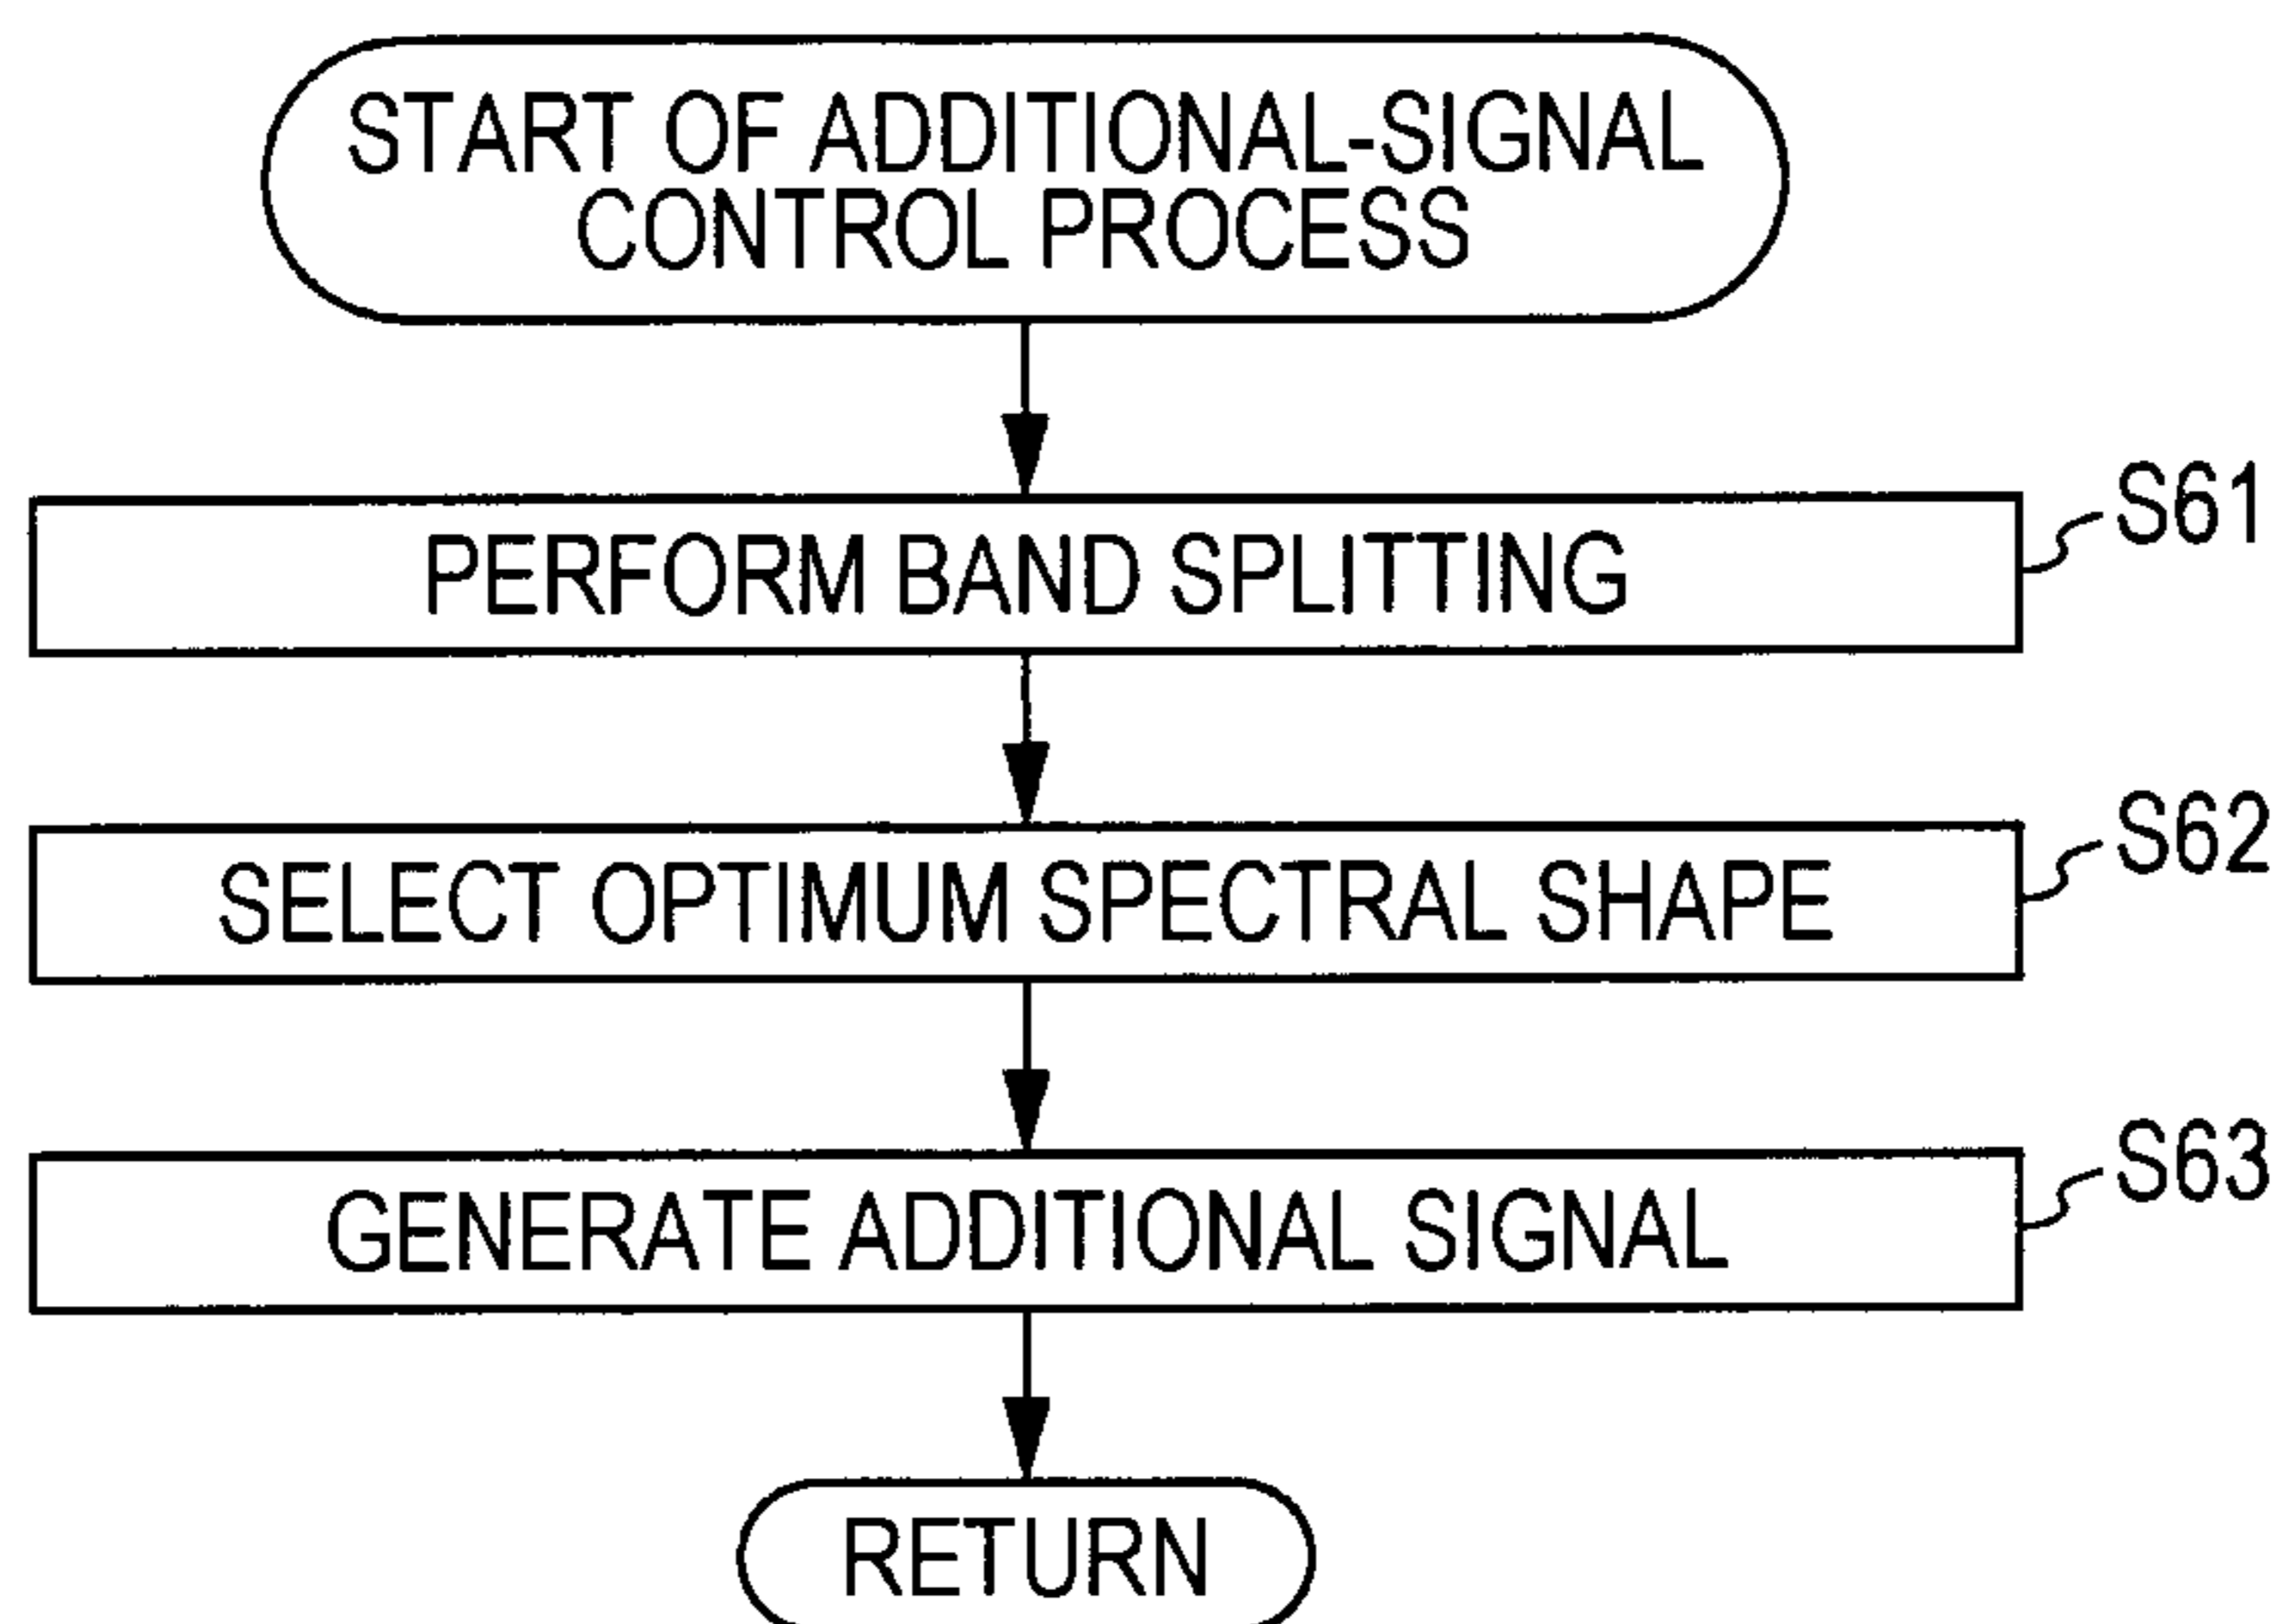 START OF ADDITIONAL-SIGNAL
CONTROL PROCESS
PERFORM BAND SPLITTING
S61
SELECT OPTIMUM SPECTRAL SHAPE
S62
GENERATE ADDITIONAL SIGNAL
S63
RETURN